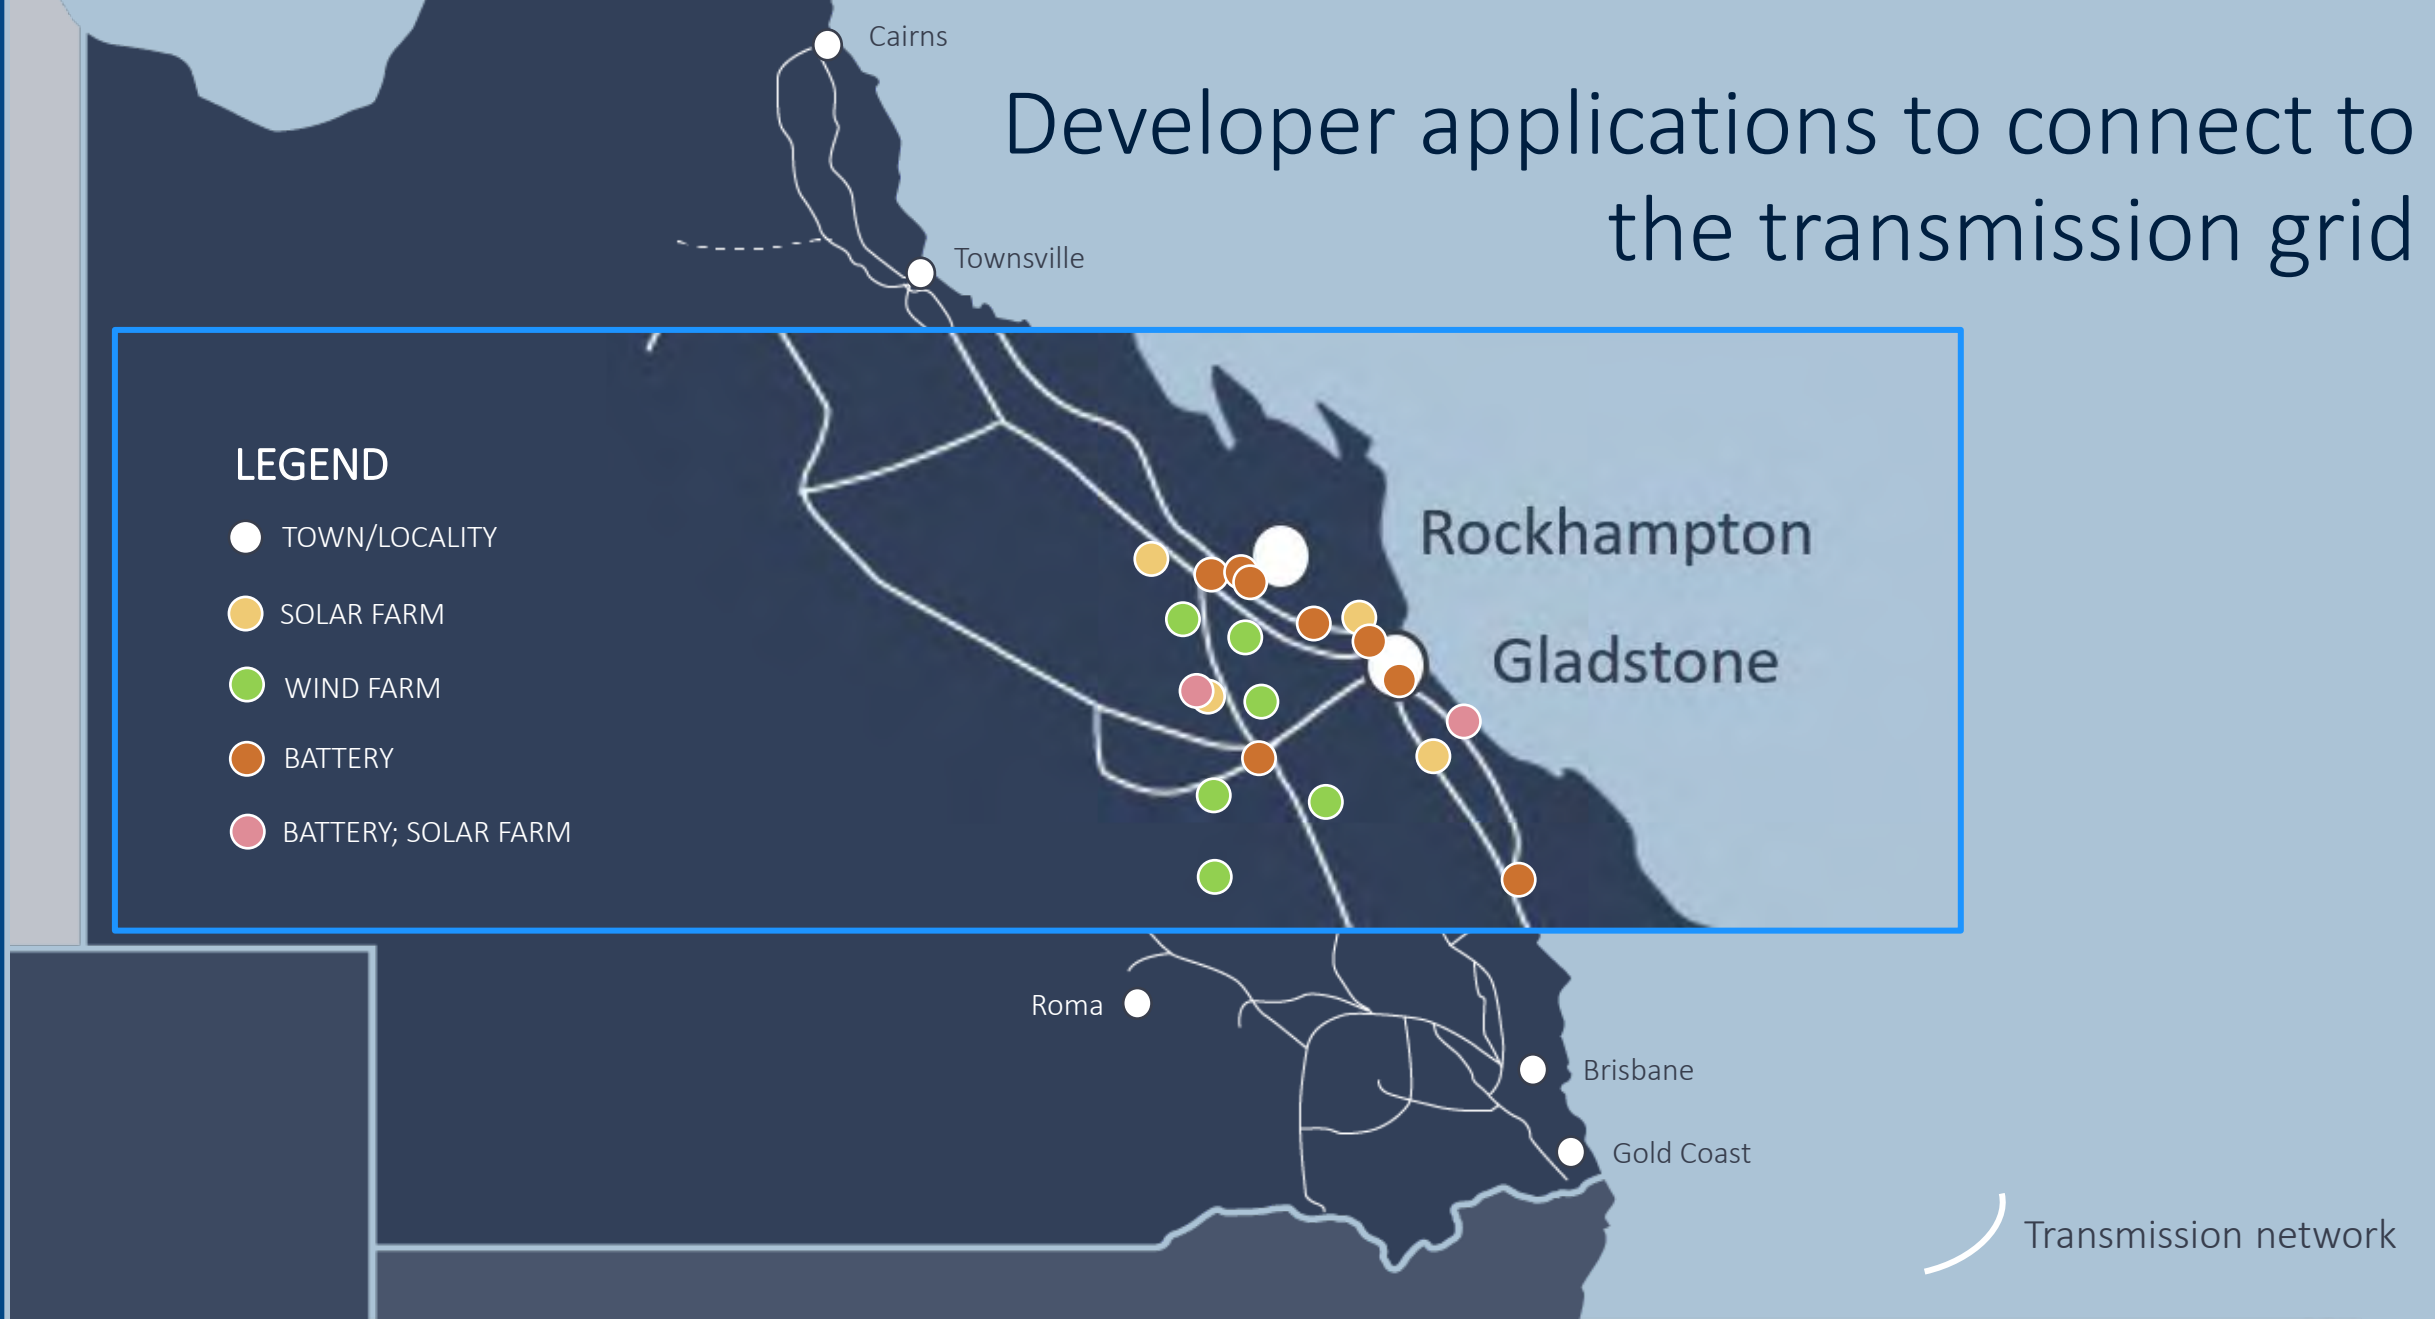 Cairns
Developer applications to connect to
the transmission grid
Townsville
LEGEND
TOWN/LOCALITY
SOLAR FARM
WIND FARM
BATTERY
BATTERY; SOLAR FARM
Rockhampton
Gladstone
Roma
Brisbane
Gold Coast
Transmission network